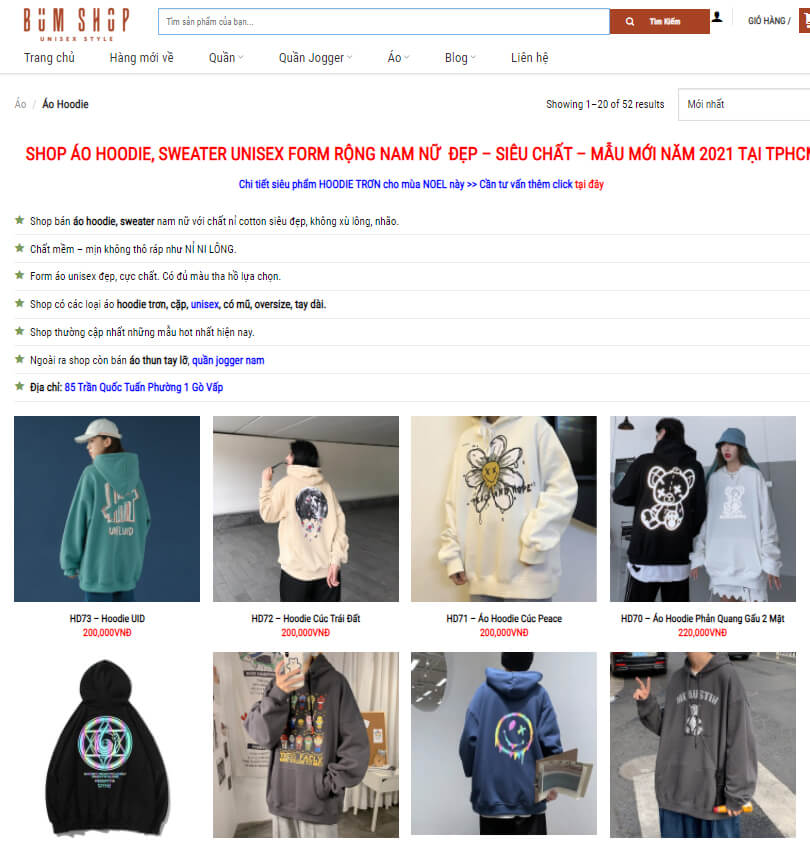 BÙM SHOP
UNISEX STYLE
Tìm sản phẩm của bạn...
Tìm Kiếm
GIỎ HÀNG /
Trang chủ
Hàng mới về
Quần
Quần Jogger
Áo
Blog
Liên hệ
Áo / Áo Hoodie
Showing 1–20 of 52 results
Mới nhất
SHOP ÁO HOODIE, SWEATER UNISEX FORM RỘNG NAM NỮ ĐẸP – SIÊU CHẤT – MẪU MỚI NĂM 2021 TẠI TPHCM
Chi tiết siêu phẩm HOODIE TRƠN cho mùa NOEL này >> Cần tư vấn thêm click tại đây
Shop bán áo hoodie, sweater nam nữ với chất nỉ cotton siêu đẹp, không xù lông, nhão.
Chất mềm – mịn không thô ráp như NỈ NI LÔNG.
Form áo unisex đẹp, cực chất. Có đủ màu tha hồ lựa chọn.
Shop có các loại áo hoodie trơn, cặp, unisex, có mũ, oversize, tay dài.
Shop thường cập nhất những mẫu hot nhất hiện nay.
Ngoài ra shop còn bán áo thun tay lỡ, quần jogger nam
Địa chỉ: 85 Trần Quốc Tuấn Phường 1 Gò Vấp
HD73 – Hoodie UID
200,000VNĐ
HD72 – Hoodie Cúc Trái Đất
200,000VNĐ
HD71 – Áo Hoodie Cúc Peace
200,000VNĐ
HD70 – Áo Hoodie Phản Quang Gấu 2 Mặt
220,000VNĐ